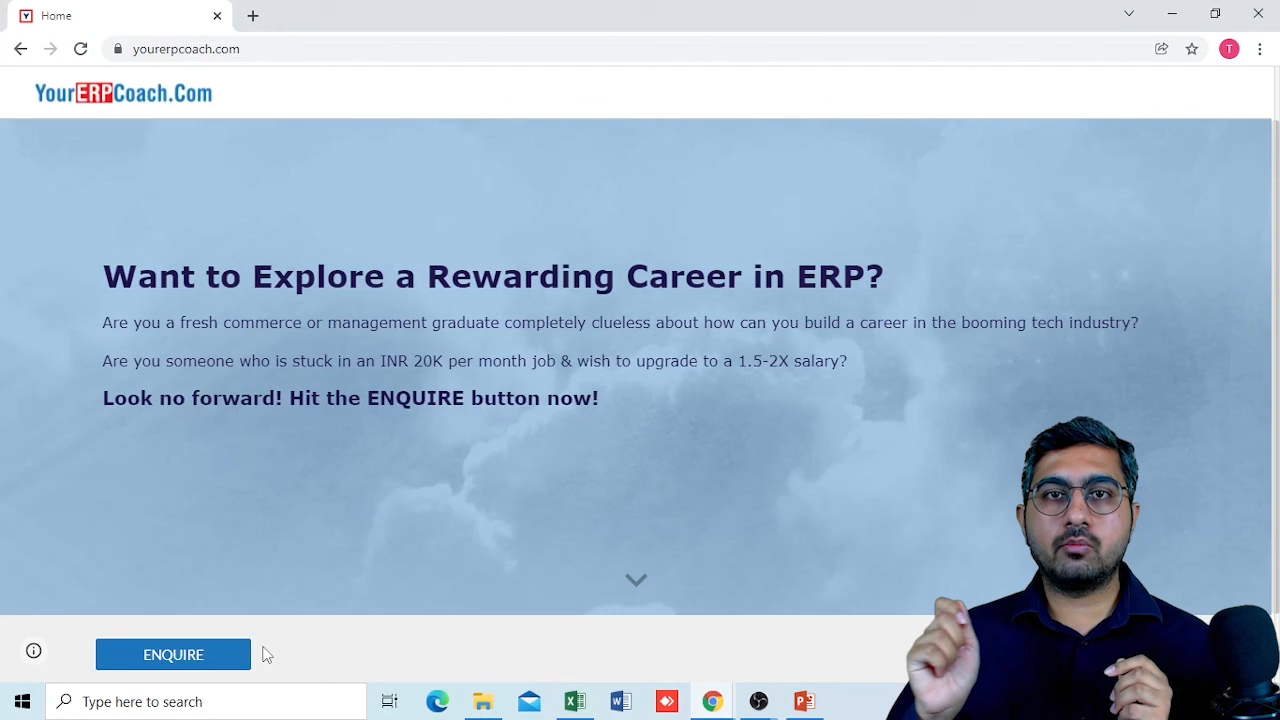 Home
yourerpcoach.com
T
YourERPCoach.Com
Want to Explore a Rewarding Career in ERP?
Are you a fresh commerce or management graduate completely clueless about how can you build a career in the booming tech industry?
Are you someone who is stuck in an INR 20K per month job & wish to upgrade to a 1.5-2X salary?
Look no forward! Hit the ENQUIRE button now!
ENQUIRE
Type here to search